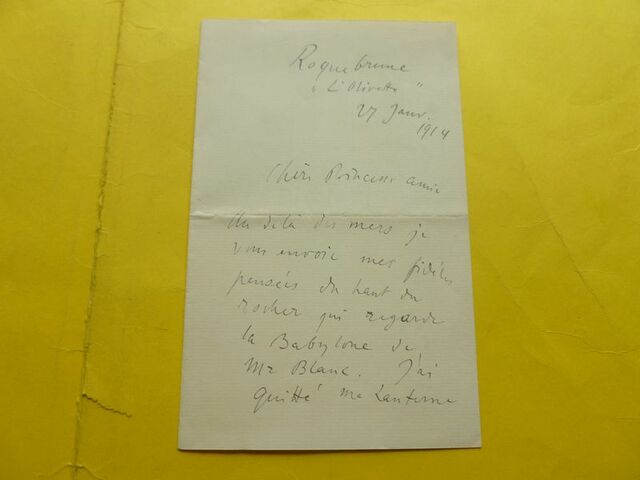 Roquebrune
"L'Olivette"
27 Janv.
1914
Chère Princesse amie
Au delà des mers je
vous envoie mes fidèles
pensées du haut du
rocher qui regarde
la Babylone de
Mr Blanc. J'ai
quitté ma Lanterne